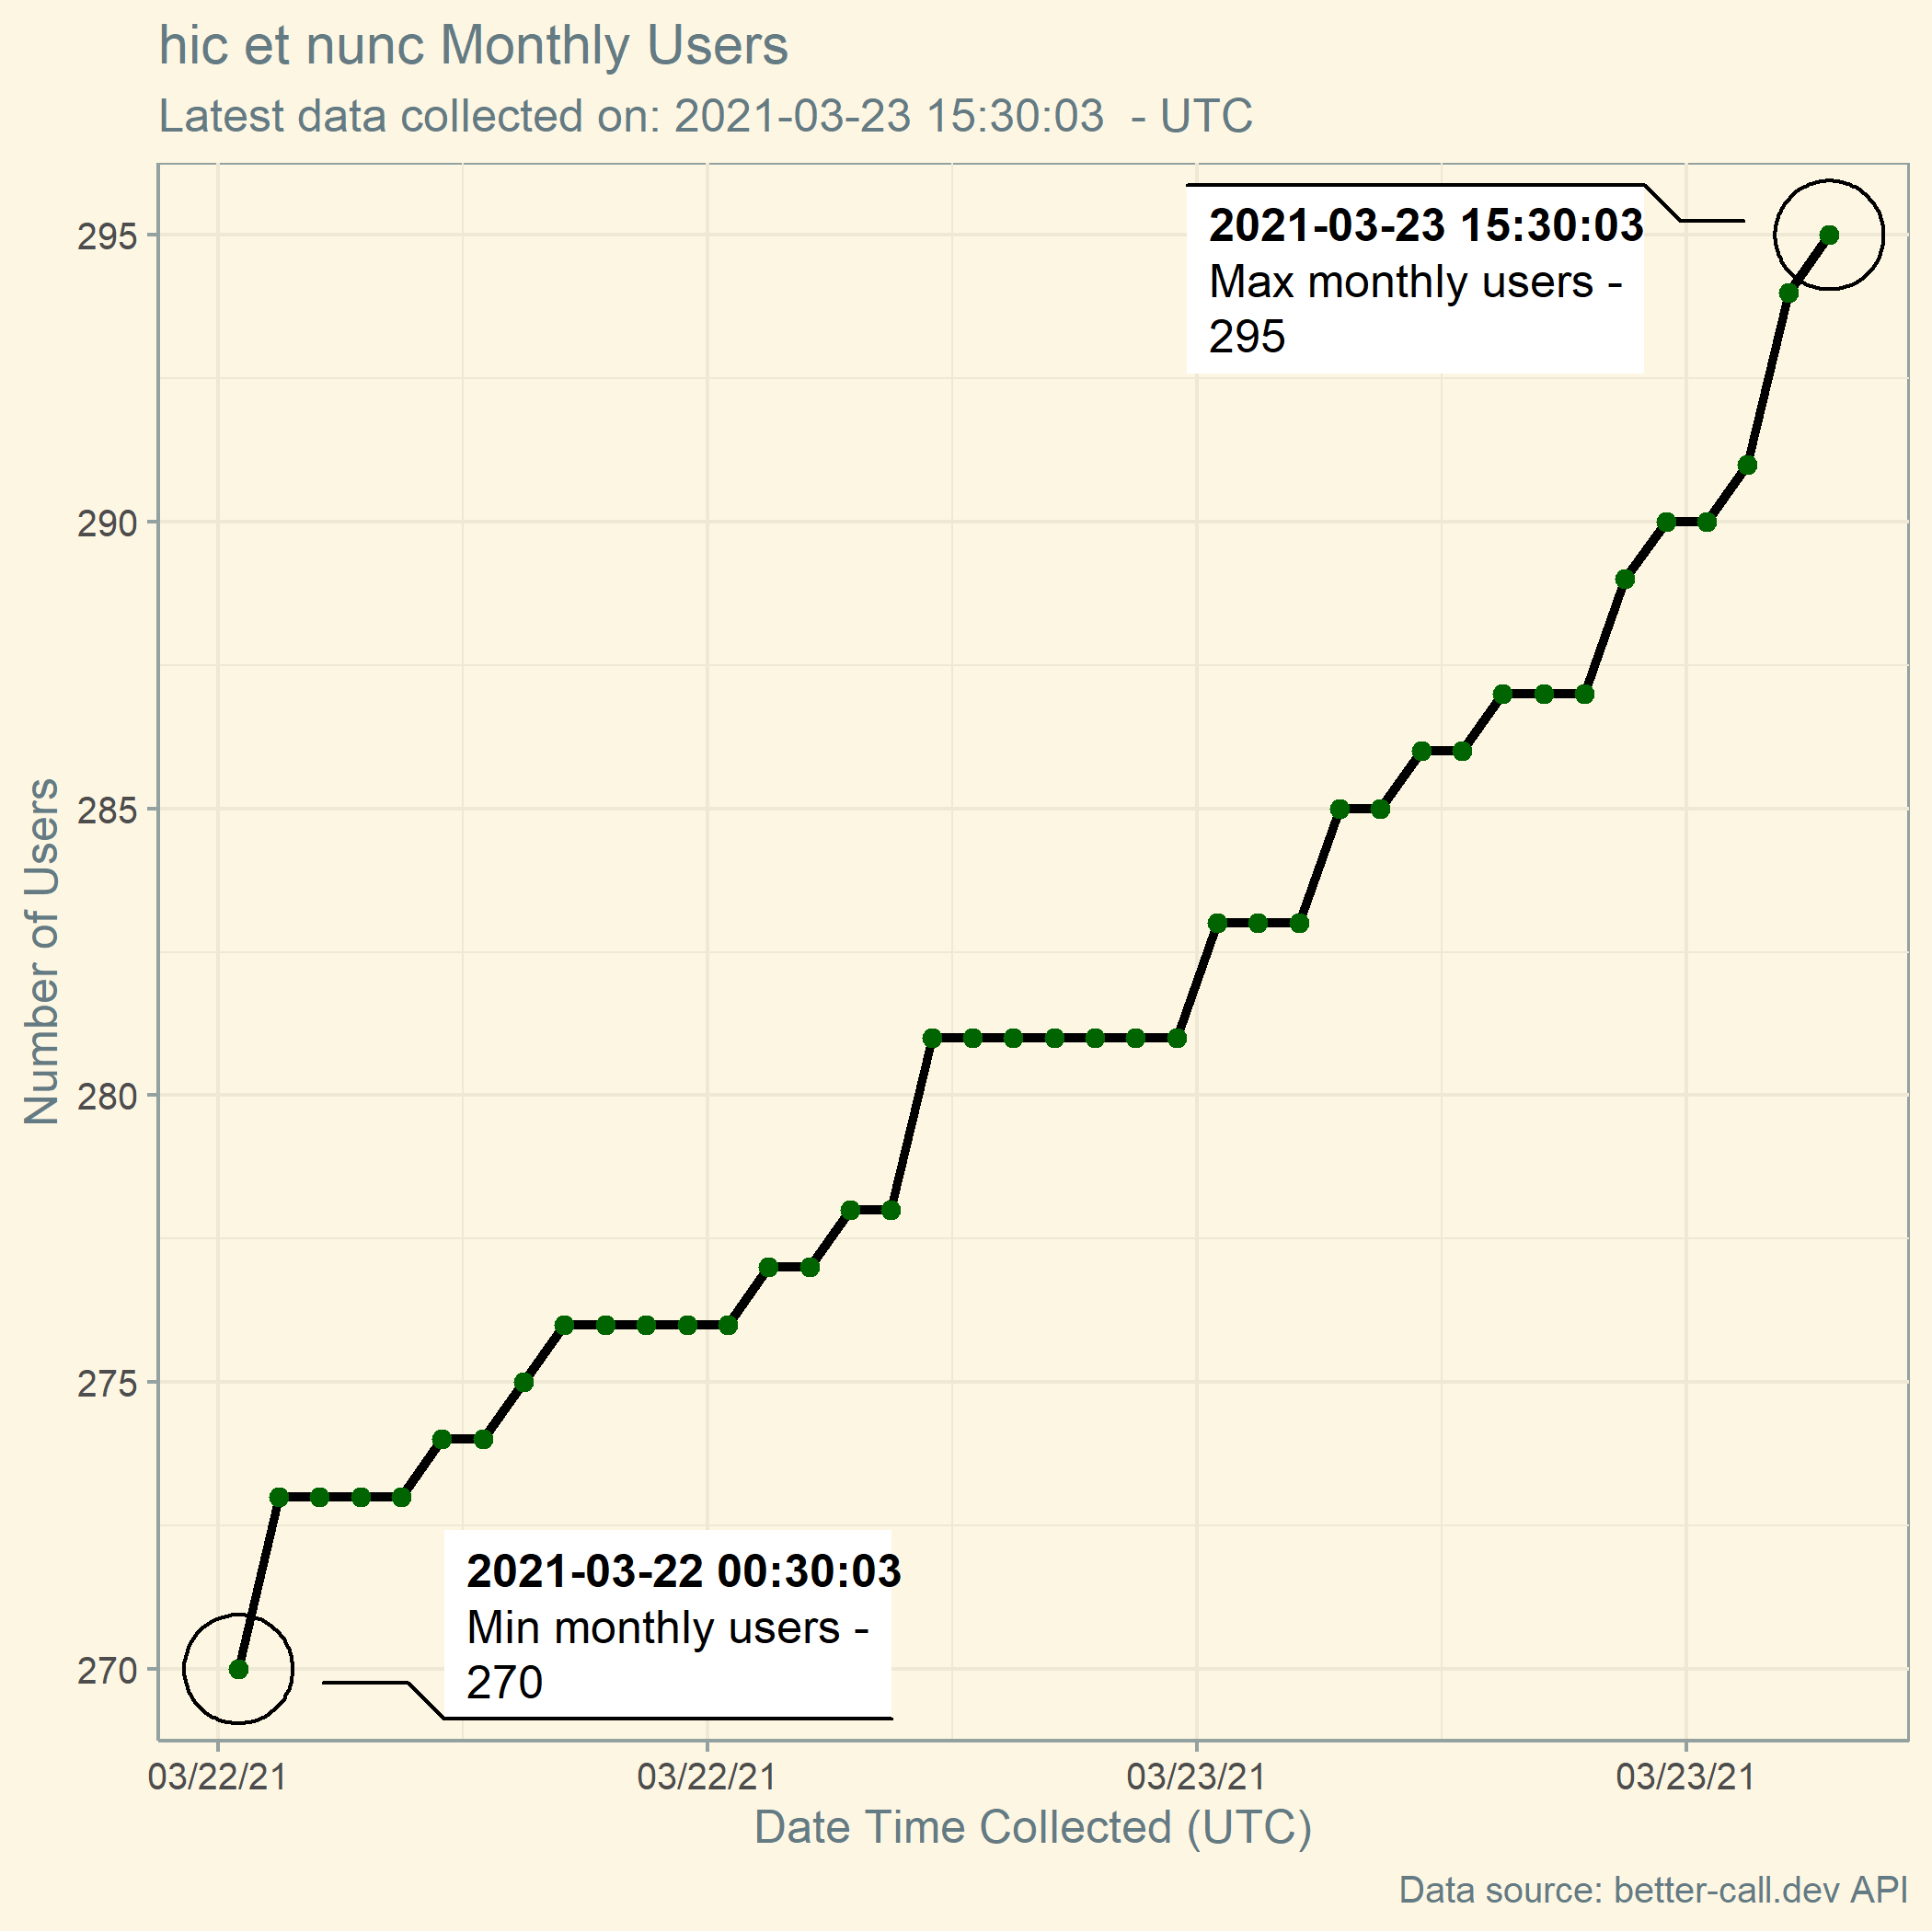 hic et nunc Monthly Users
Latest data collected on: 2021-03-23 15:30:03  - UTC
2021-03-23 15:30:03
Max monthly users -
295
295
290
285
280
275
270
Number of Users
2021-03-22 00:30:03
Min monthly users -
270
03/22/21
03/22/21
03/23/21
03/23/21
Date Time Collected (UTC)
Data source: better-call.dev API